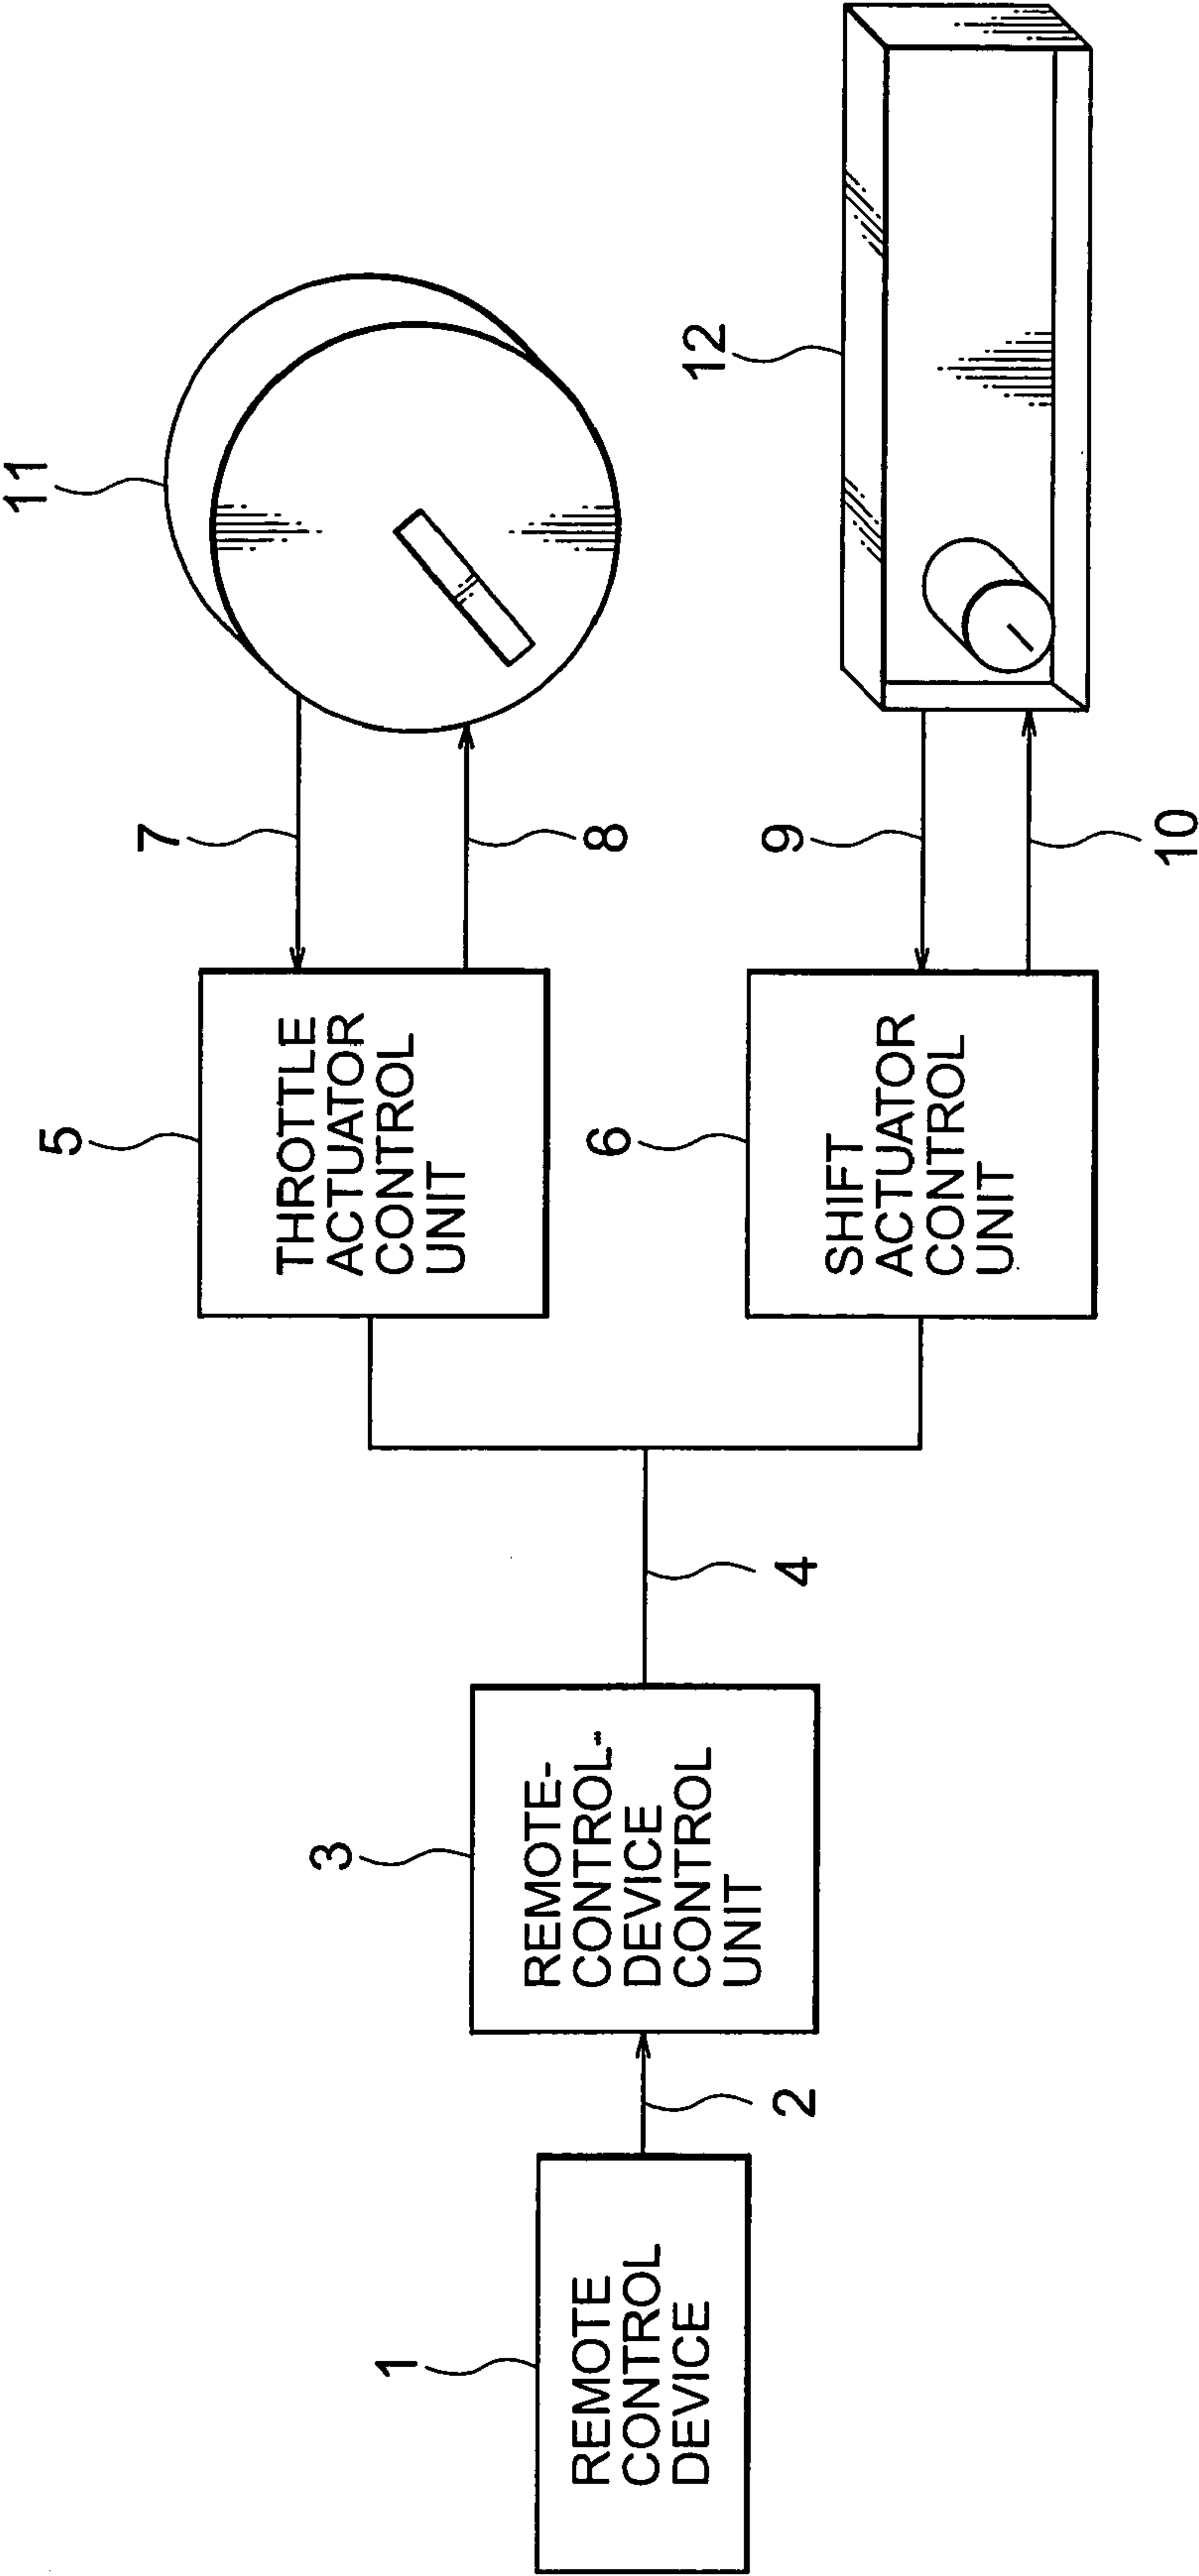 11
7
8
5
THROTTLE
ACTUATOR
CONTROL
UNIT
12
9
10
6
SHIFT
ACTUATOR
CONTROL
UNIT
4
3
REMOTE-
CONTROL-
DEVICE
CONTROL
UNIT
2
1
REMOTE
CONTROL
DEVICE